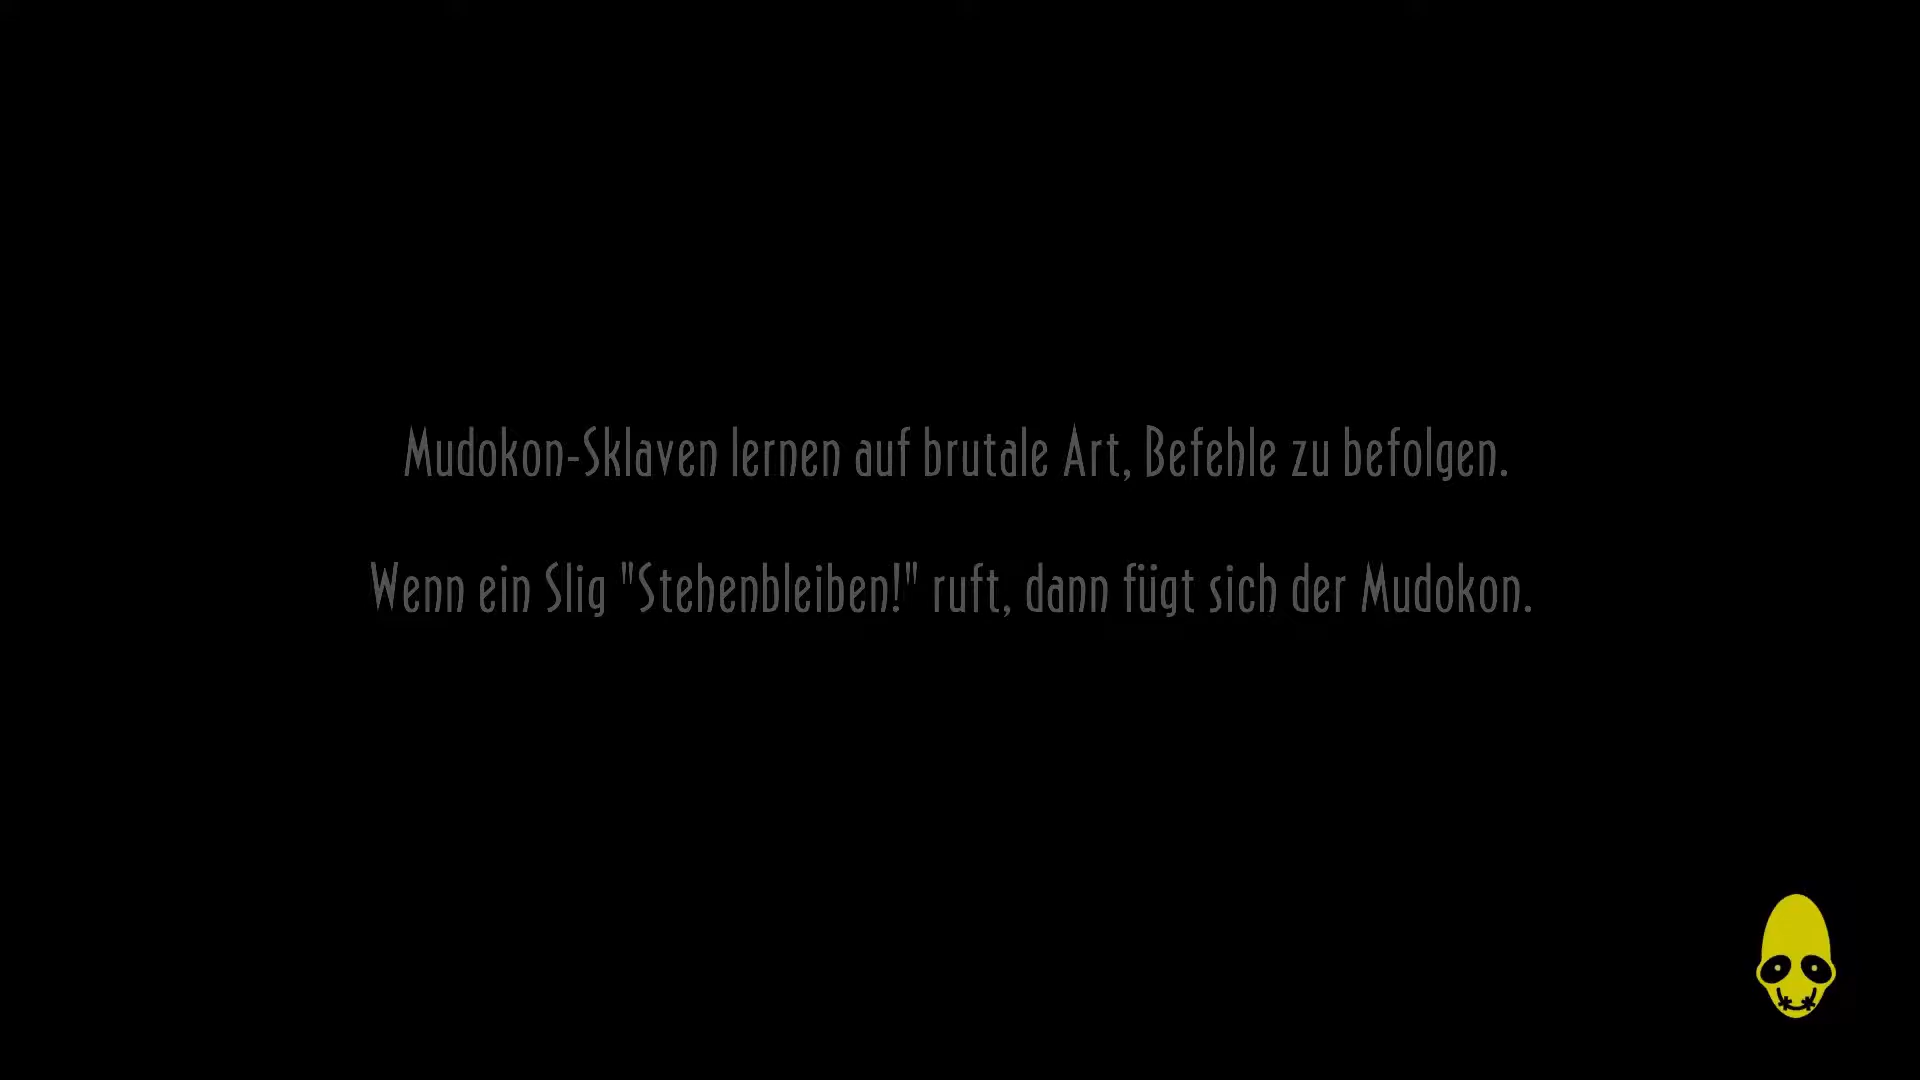 Mudokon-Sklaven lernen auf brutale Art, Befehle zu befolgen.
Wenn ein Slig "Stehenbleiben!" ruft, dann fügt sich der Mudokon.